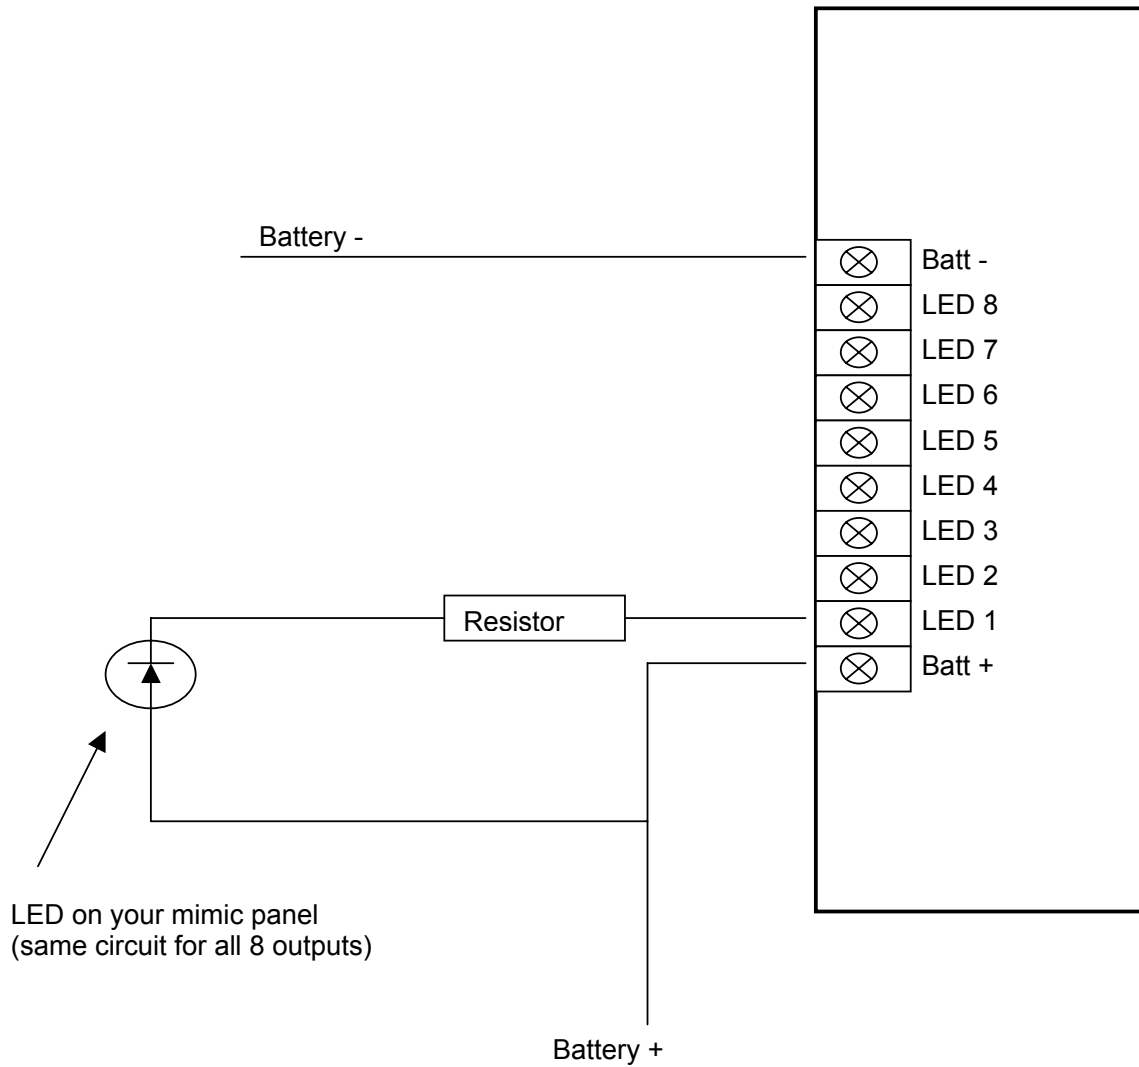 Battery -
Batt -
LED 8
LED 7
LED 6
LED 5
LED 4
LED 3
LED 2
Resistor
LED 1
Batt +
LED on your mimic panel
(same circuit for all 8 outputs)
Battery +